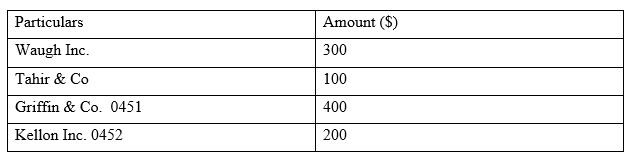 Particulars Amount ($)
Waugh Inc. 300
Tahir & Co 100
Griffin & Co. 0451 400
Kellon Inc. 0452 200